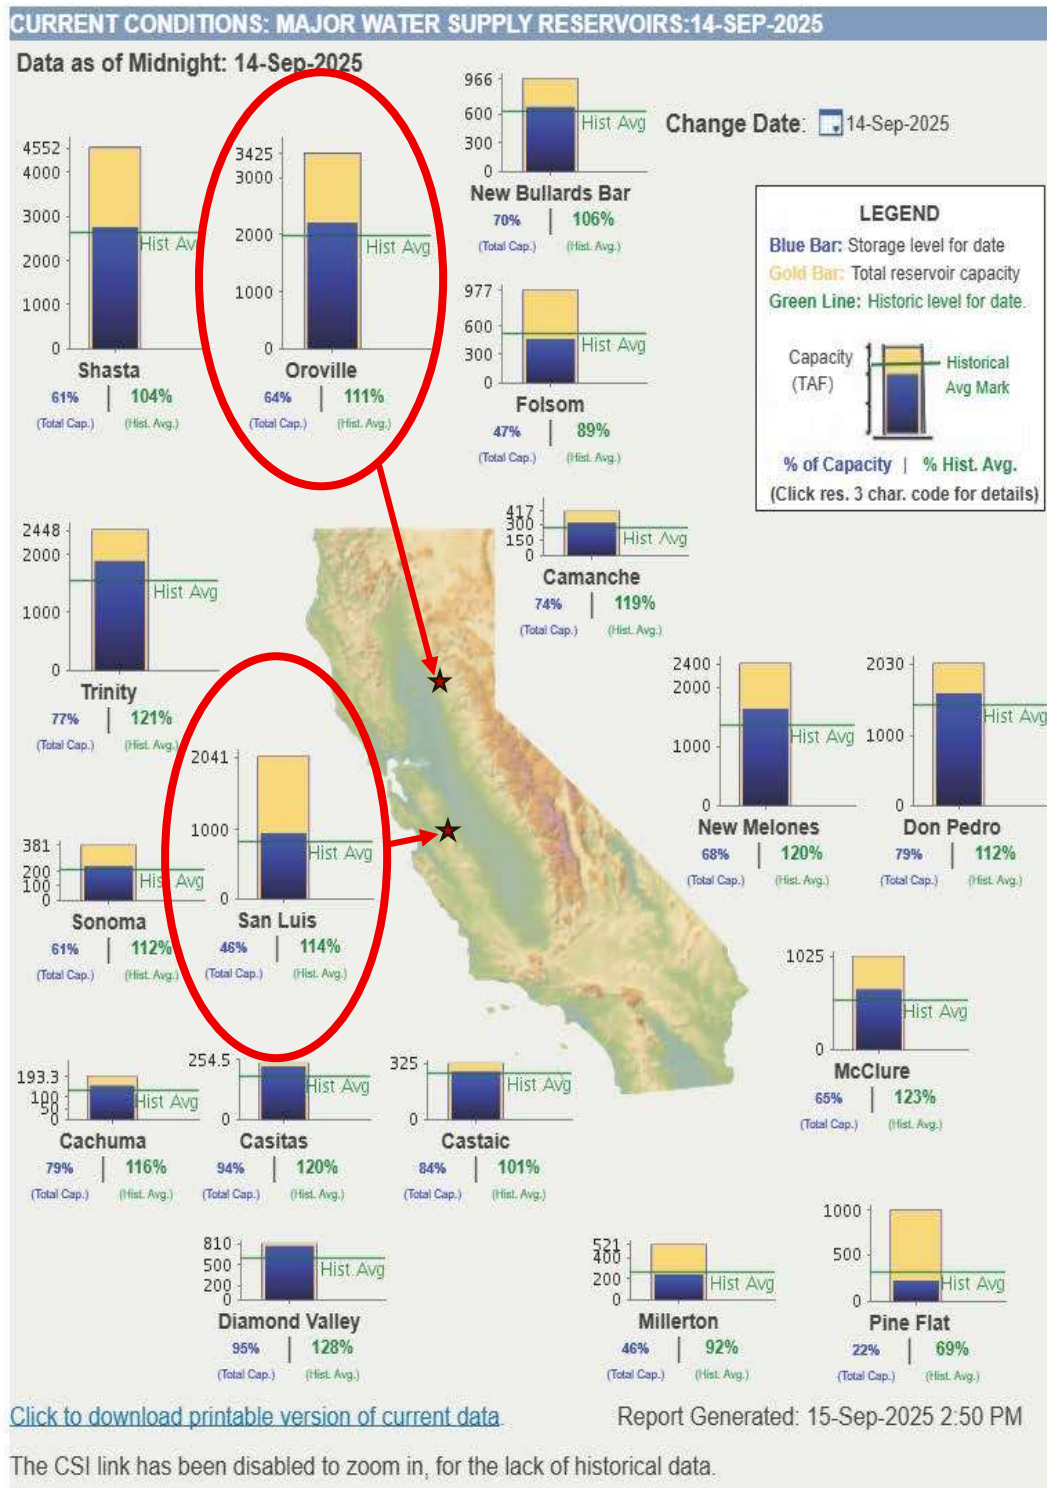 CURRENT CONDITIONS: MAJOR WATER SUPPLY RESERVOIRS:14-SEP-2025
Data as of Midnight: 14-Sep-2025
Change Date: 14-Sep-2025
4552
4000
3000
2000
1000
0
Hist Av
Shasta
61% | 104%
(Total Cap.) (Hist. Avg.)
3425
3000
2000
1000
0
Hist Avg
Oroville
64% | 111%
(Total Cap.) (Hist. Avg.)
966
600
300
0
Hist Avg
New Bullards Bar
70% | 106%
(Total Cap.) (Hist. Avg.)
977
600
300
0
Hist Avg
Folsom
47% | 89%
(Total Cap.) (Hist. Avg.)
LEGEND
Blue Bar: Storage level for date
Gold Bar: Total reservoir capacity
Green Line: Historic level for date.
Capacity
(TAF)
Historical
Avg Mark
% of Capacity | % Hist. Avg.
(Click res. 3 char. code for details)
2448
2000
1000
0
Hist Avg
Trinity
77% | 121%
(Total Cap.) (Hist. Avg.)
417
300
150
0
Hist Avg
Camanche
74% | 119%
(Total Cap.) (Hist. Avg.)
2400
2000
1000
0
Hist Avg
New Melones
68% | 120%
(Total Cap.) (Hist. Avg.)
2030
1000
0
Hist Avg
Don Pedro
79% | 112%
(Total Cap.) (Hist. Avg.)
381
200
100
0
Hist Avg
Sonoma
61% | 112%
(Total Cap.) (Hist. Avg.)
2041
1000
0
Hist Avg
San Luis
46% | 114%
(Total Cap.) (Hist. Avg.)
1025
0
Hist Avg
McClure
65% | 123%
(Total Cap.) (Hist. Avg.)
193.3
100
50
0
Hist Avg
Cachuma
79% | 116%
(Total Cap.) (Hist. Avg.)
254.5
0
Hist Avg
Casitas
94% | 120%
(Total Cap.) (Hist. Avg.)
325
0
Hist Avg
Castaic
84% | 101%
(Total Cap.) (Hist. Avg.)
810
500
200
0
Hist Avg
Diamond Valley
95% | 128%
(Total Cap.) (Hist. Avg.)
521
400
200
0
Hist Avg
Millerton
46% | 92%
(Total Cap.) (Hist. Avg.)
1000
500
0
Hist Avg
Pine Flat
22% | 69%
(Total Cap.) (Hist. Avg.)
Click to download printable version of current data.
Report Generated: 15-Sep-2025 2:50 PM
The CSI link has been disabled to zoom in, for the lack of historical data.